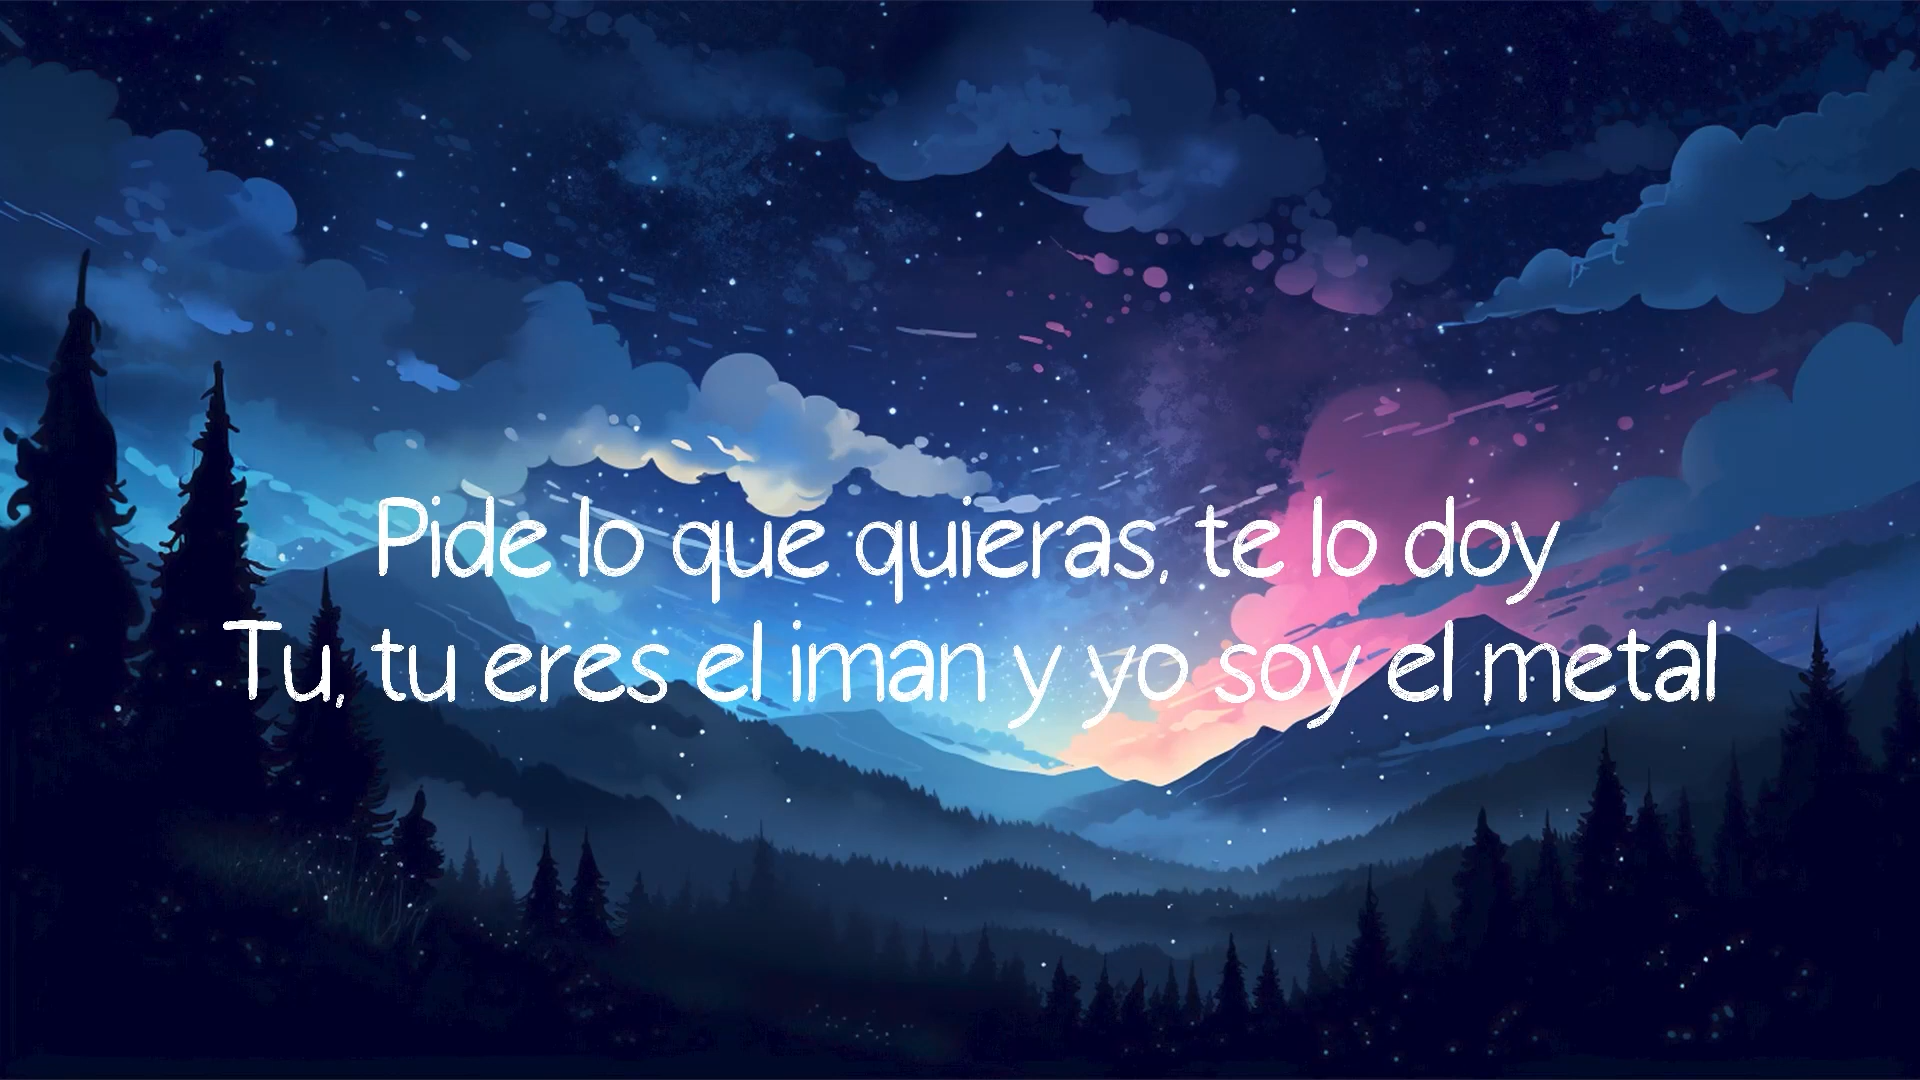 Pide lo que quieras, te lo doy
Tu, tu eres el iman y yo soy el metal